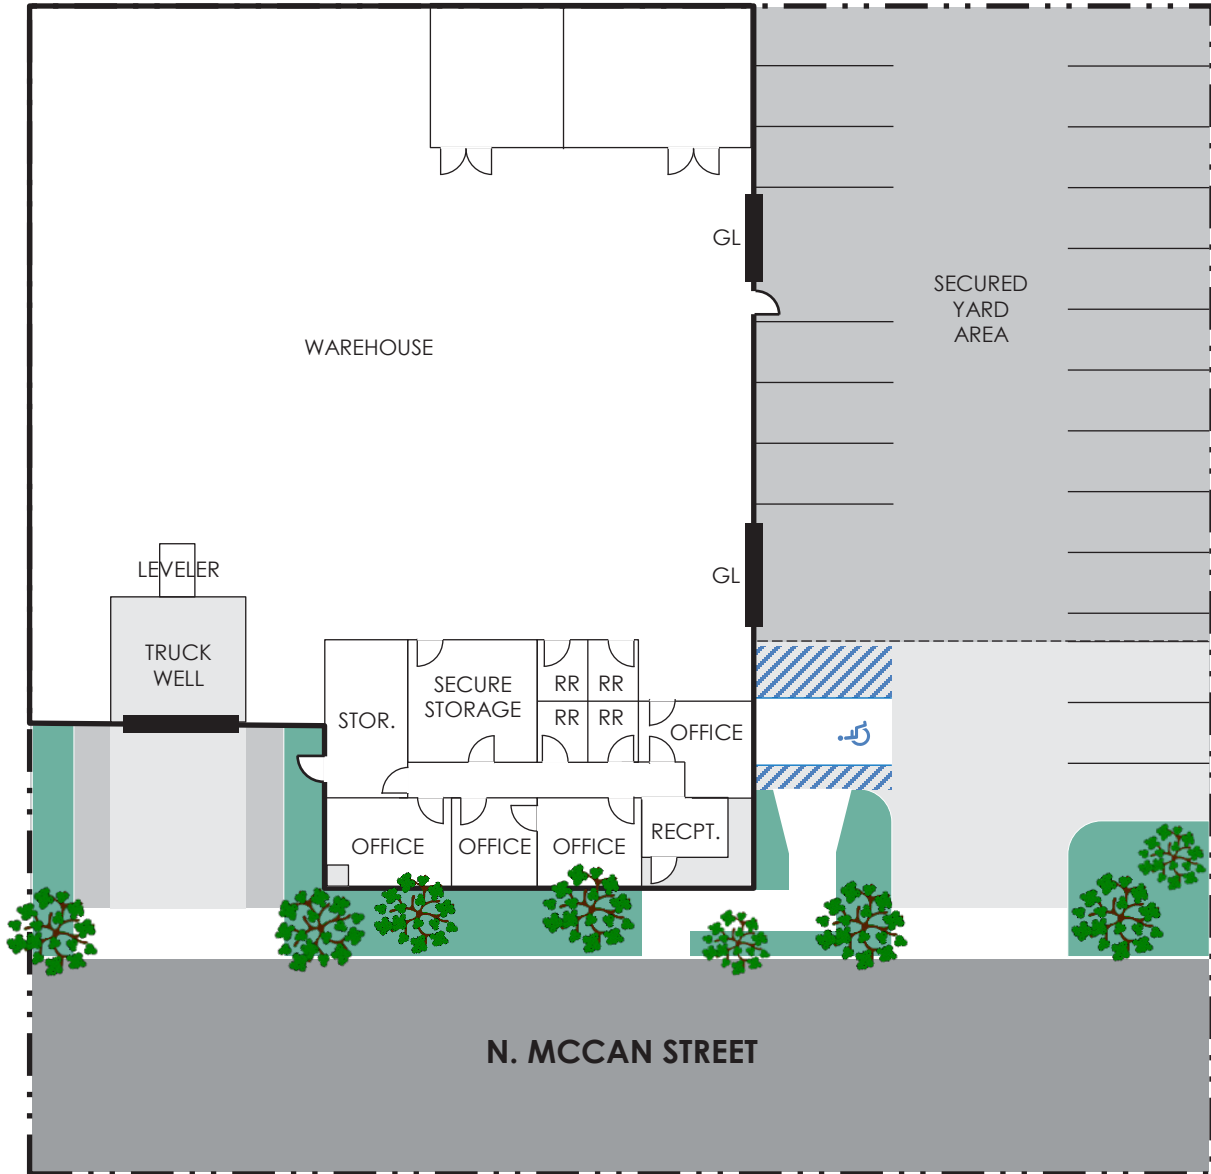 GL
SECURED
YARD
AREA
WAREHOUSE
LEVELER
GL
TRUCK
WELL
SECURE
STORAGE
RR
RR
STOR.
RR
RR
OFFICE
OFFICE
OFFICE
OFFICE
RECPT.
N. MCCAN STREET